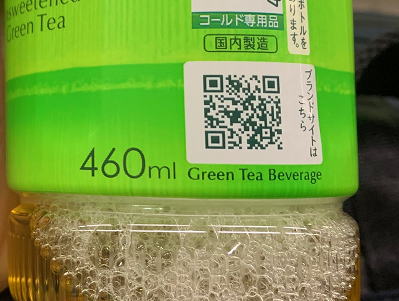 Green Tea
コールド専用品
国内製造
ボトルを
ります。
ブランドサイトは
こちら
460ml
Green Tea Beverage